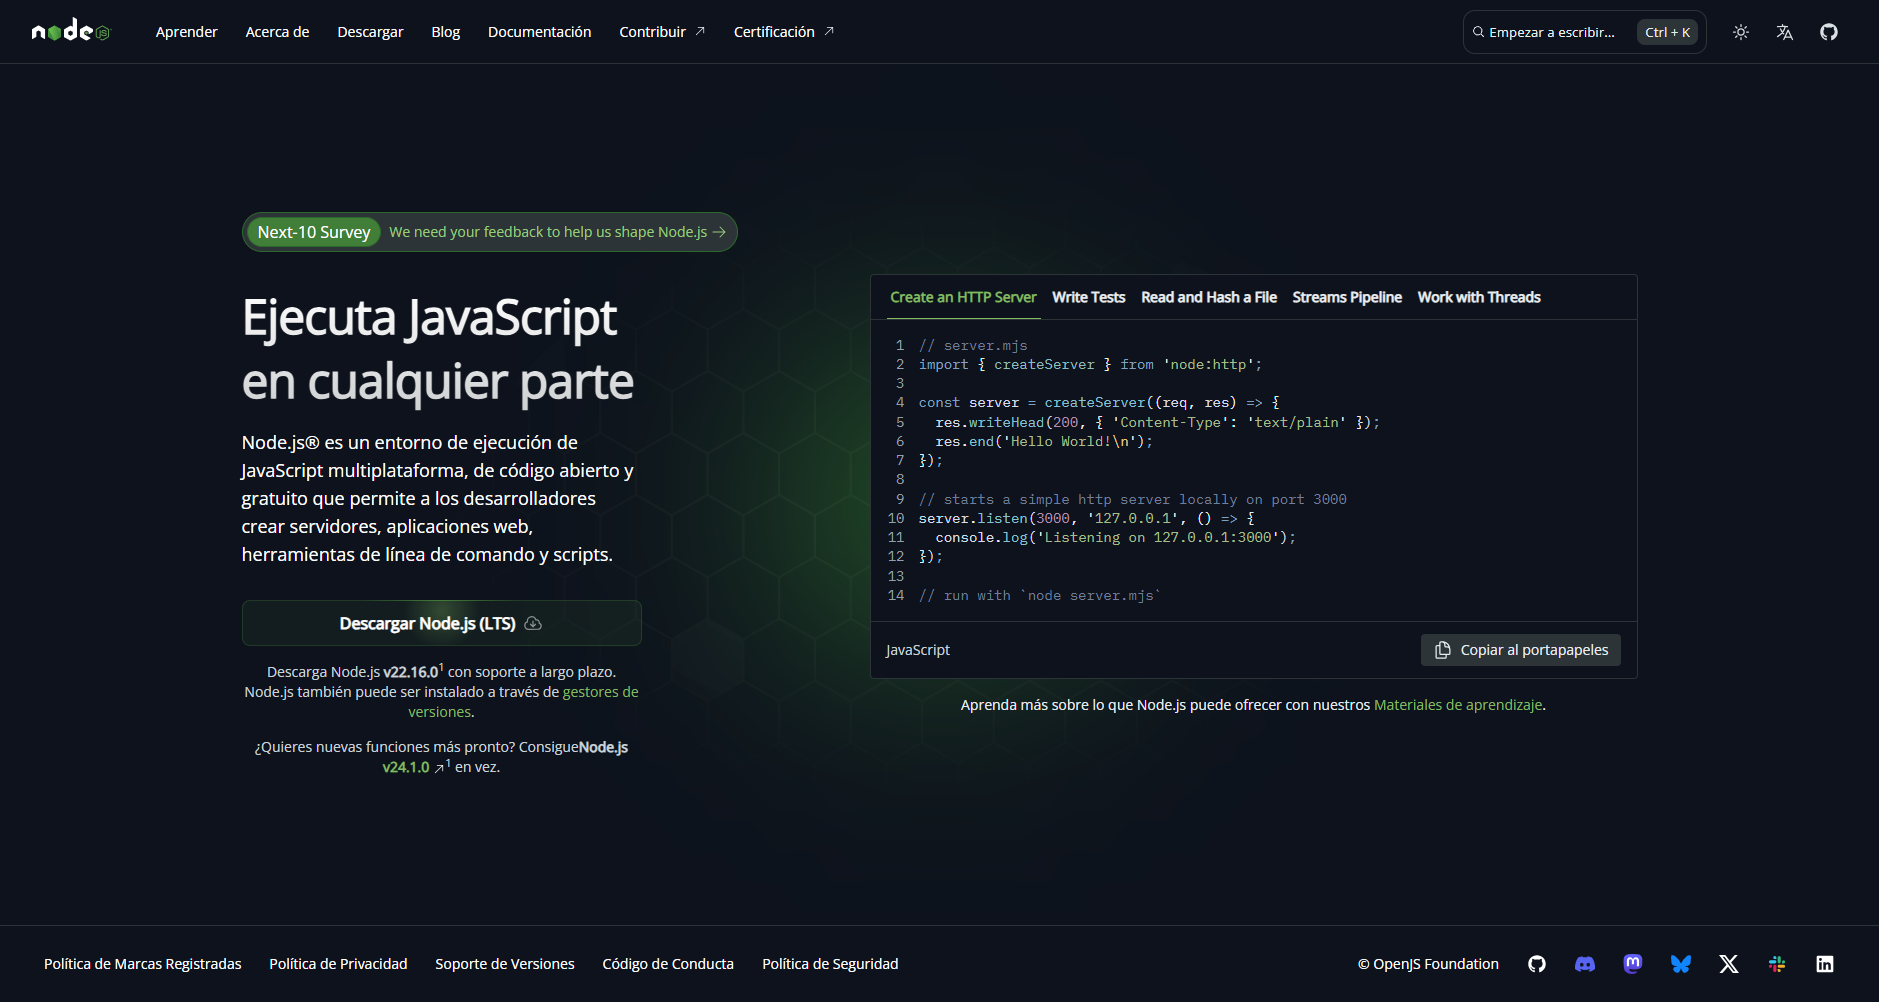 node JS
Aprender
Acerca de
Descargar
Blog
Documentación
Contribuir
Certificación
Empezar a escribir...
Ctrl + K
Next-10 Survey
We need your feedback to help us shape Node.js
Ejecuta JavaScript
en cualquier parte
Node.js® es un entorno de ejecución de
JavaScript multiplataforma, de código abierto y
gratuito que permite a los desarrolladores
crear servidores, aplicaciones web,
herramientas de línea de comando y scripts.
Descargar Node.js (LTS)
Descarga Node.js v22.16.0¹ con soporte a largo plazo.
Node.js también puede ser instalado a través de gestores de
versiones.
¿Quieres nuevas funciones más pronto? ConsigueNode.js
v24.1.0 ↗¹ en vez.
Create an HTTP Server
Write Tests
Read and Hash a File
Streams Pipeline
Work with Threads
1 // server.mjs
2 import { createServer } from 'node:http';
3
4 const server = createServer((req, res) => {
5   res.writeHead(200, { 'Content-Type': 'text/plain' });
6   res.end('Hello World!\n');
7 });
8
9 // starts a simple http server locally on port 3000
10 server.listen(3000, '127.0.0.1', () => {
11   console.log('Listening on 127.0.0.1:3000');
12 });
13
14 // run with `node server.mjs`
JavaScript
Copiar al portapapeles
Aprenda más sobre lo que Node.js puede ofrecer con nuestros Materiales de aprendizaje.
Política de Marcas Registradas
Política de Privacidad
Soporte de Versiones
Código de Conducta
Política de Seguridad
© OpenJS Foundation